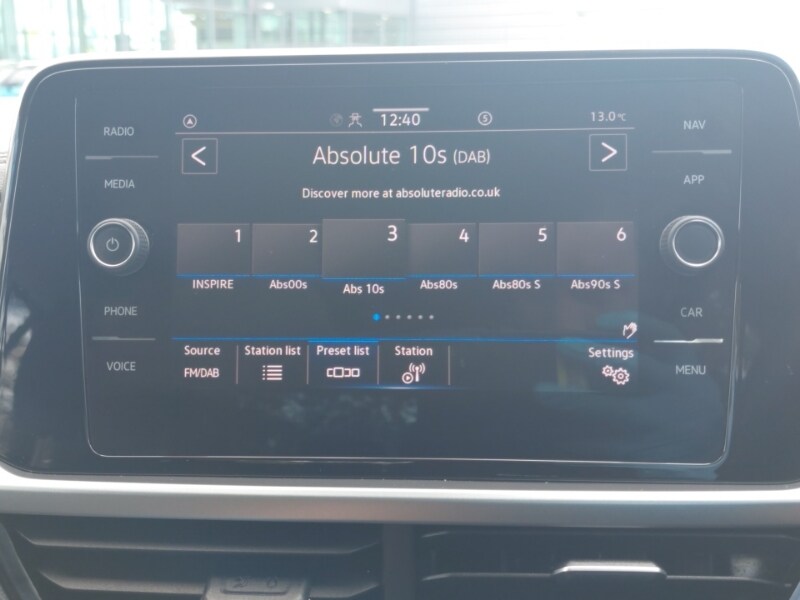 12:40
13.0°C
RADIO
NAV
< Absolute 10s (DAB) >
MEDIA
APP
Discover more at absoluteradio.co.uk
1 2 3 4 5 6
INSPIRE Abs00s Abs 10s Abs80s Abs80s S Abs90s S
PHONE
CAR
Source Station list Preset list Station Settings
VOICE
FM/DAB
MENU